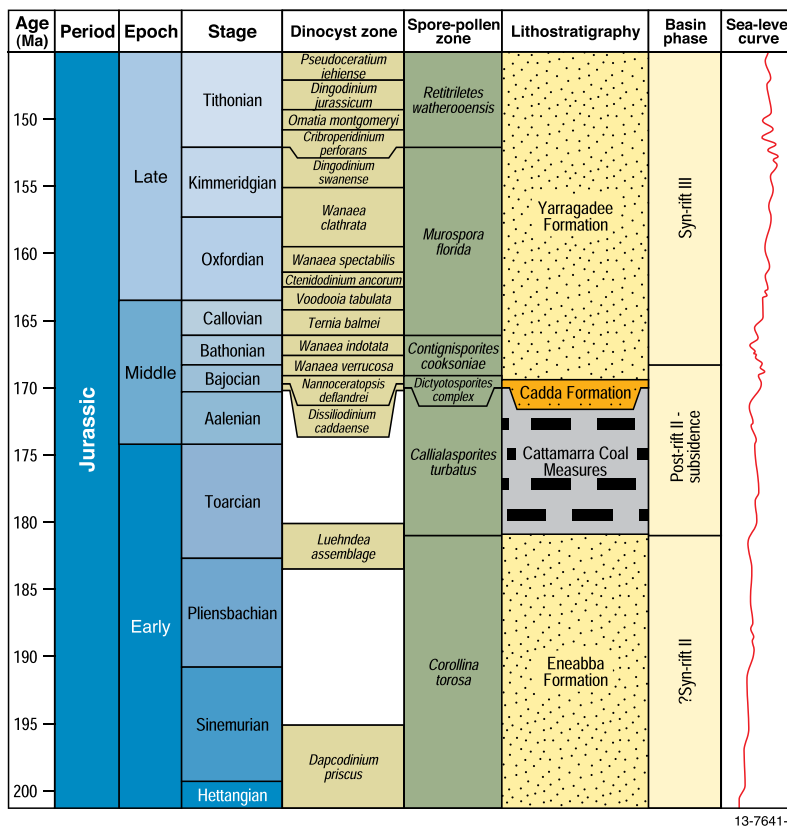 Age
(Ma)
Period
Epoch
Stage
Dinocyst zone
Spore-pollen
zone
Lithostratigraphy
Basin
phase
Sea-level
curve
150
155
160
165
170
175
180
185
190
195
200
Jurassic
Late
Middle
Early
Tithonian
Kimmeridgian
Oxfordian
Callovian
Bathonian
Bajocian
Aalenian
Toarcian
Pliensbachian
Sinemurian
Hettangian
Pseudoceratium
iehiense
Dingodinium
jurassicum
Omatia montgomeryi
Cribroperidinium
perforans
Dingodinium
swanense
Wanaea
clathrata
Wanaea spectabilis
Ctenidodinium ancorum
Voodooia tabulata
Ternia balmei
Wanaea indotata
Wanaea verrucosa
Nannoceratopsis
deflandrei
Dissiliodinium
caddaense
Luehndea
assemblage
Dapcodinium
priscus
Retitriletes
watherooensis
Murospora
florida
Contignisporites
cooksoniae
Dictyotosporites
complex
Callialasporites
turbatus
Corollina
torosa
Yarragadee
Formation
Cadda Formation
Cattamarra Coal
Measures
Eneabba
Formation
Syn-rift III
Post-rift II -
subsidence
?Syn-rift II
13-7641-